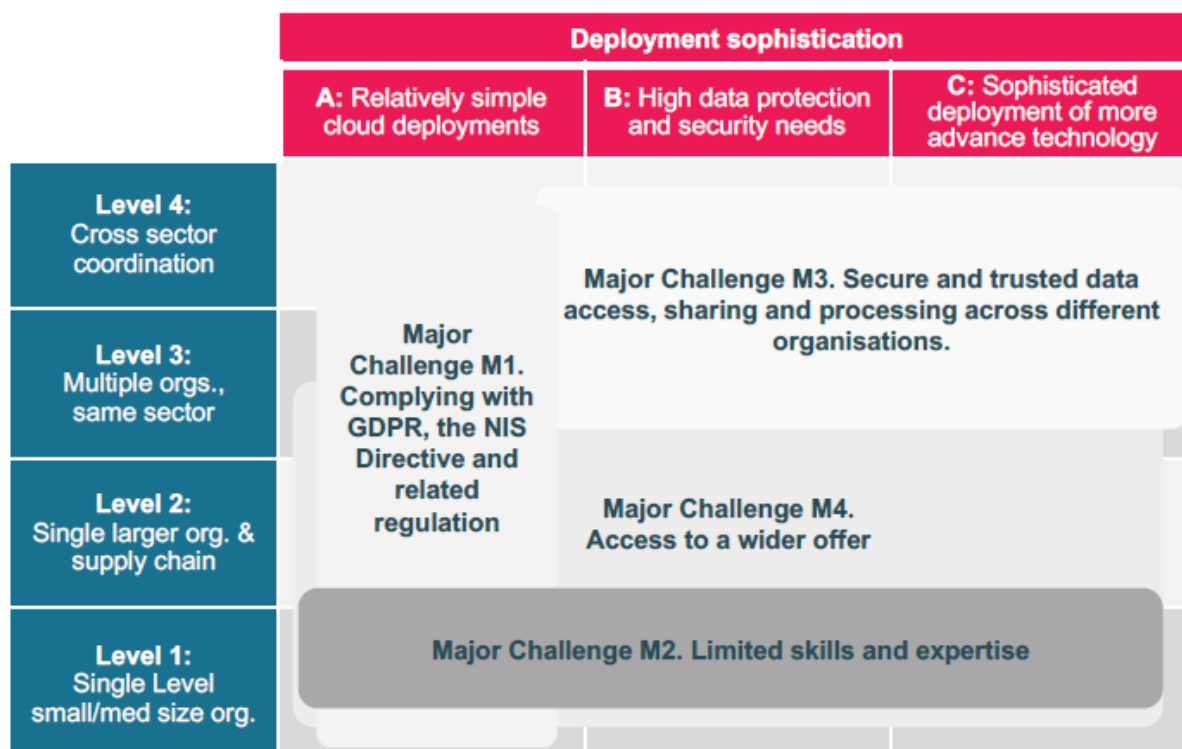 Deployment sophistication
A: Relatively simple
cloud deployments
B: High data protection
and security needs
C: Sophisticated
deployment of more
advance technology
Level 4:
Cross sector
coordination
Level 3:
Multiple orgs.,
same sector
Level 2:
Single larger org. &
supply chain
Level 1:
Single Level
small/med size org.
Major
Challenge M1.
Complying with
GDPR, the NIS
Directive and
related
regulation
Major Challenge M3. Secure and trusted data
access, sharing and processing across different
organisations.
Major Challenge M4.
Access to a wider offer
Major Challenge M2. Limited skills and expertise